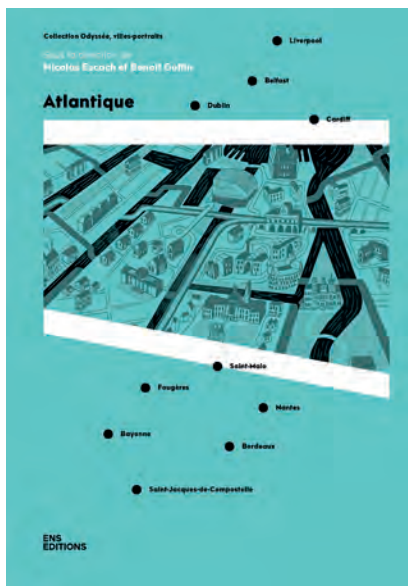 Collection Odyssée, villes-portraits
Sous la direction de
Nicolas Escach et Benoît Goffin
Atlantique
Liverpool
Belfast
Dublin
Cardiff
Saint-Malo
Fougères
Nantes
Bayonne
Bordeaux
Saint-Jacques-de-Compostelle
ENS
EDITIONS